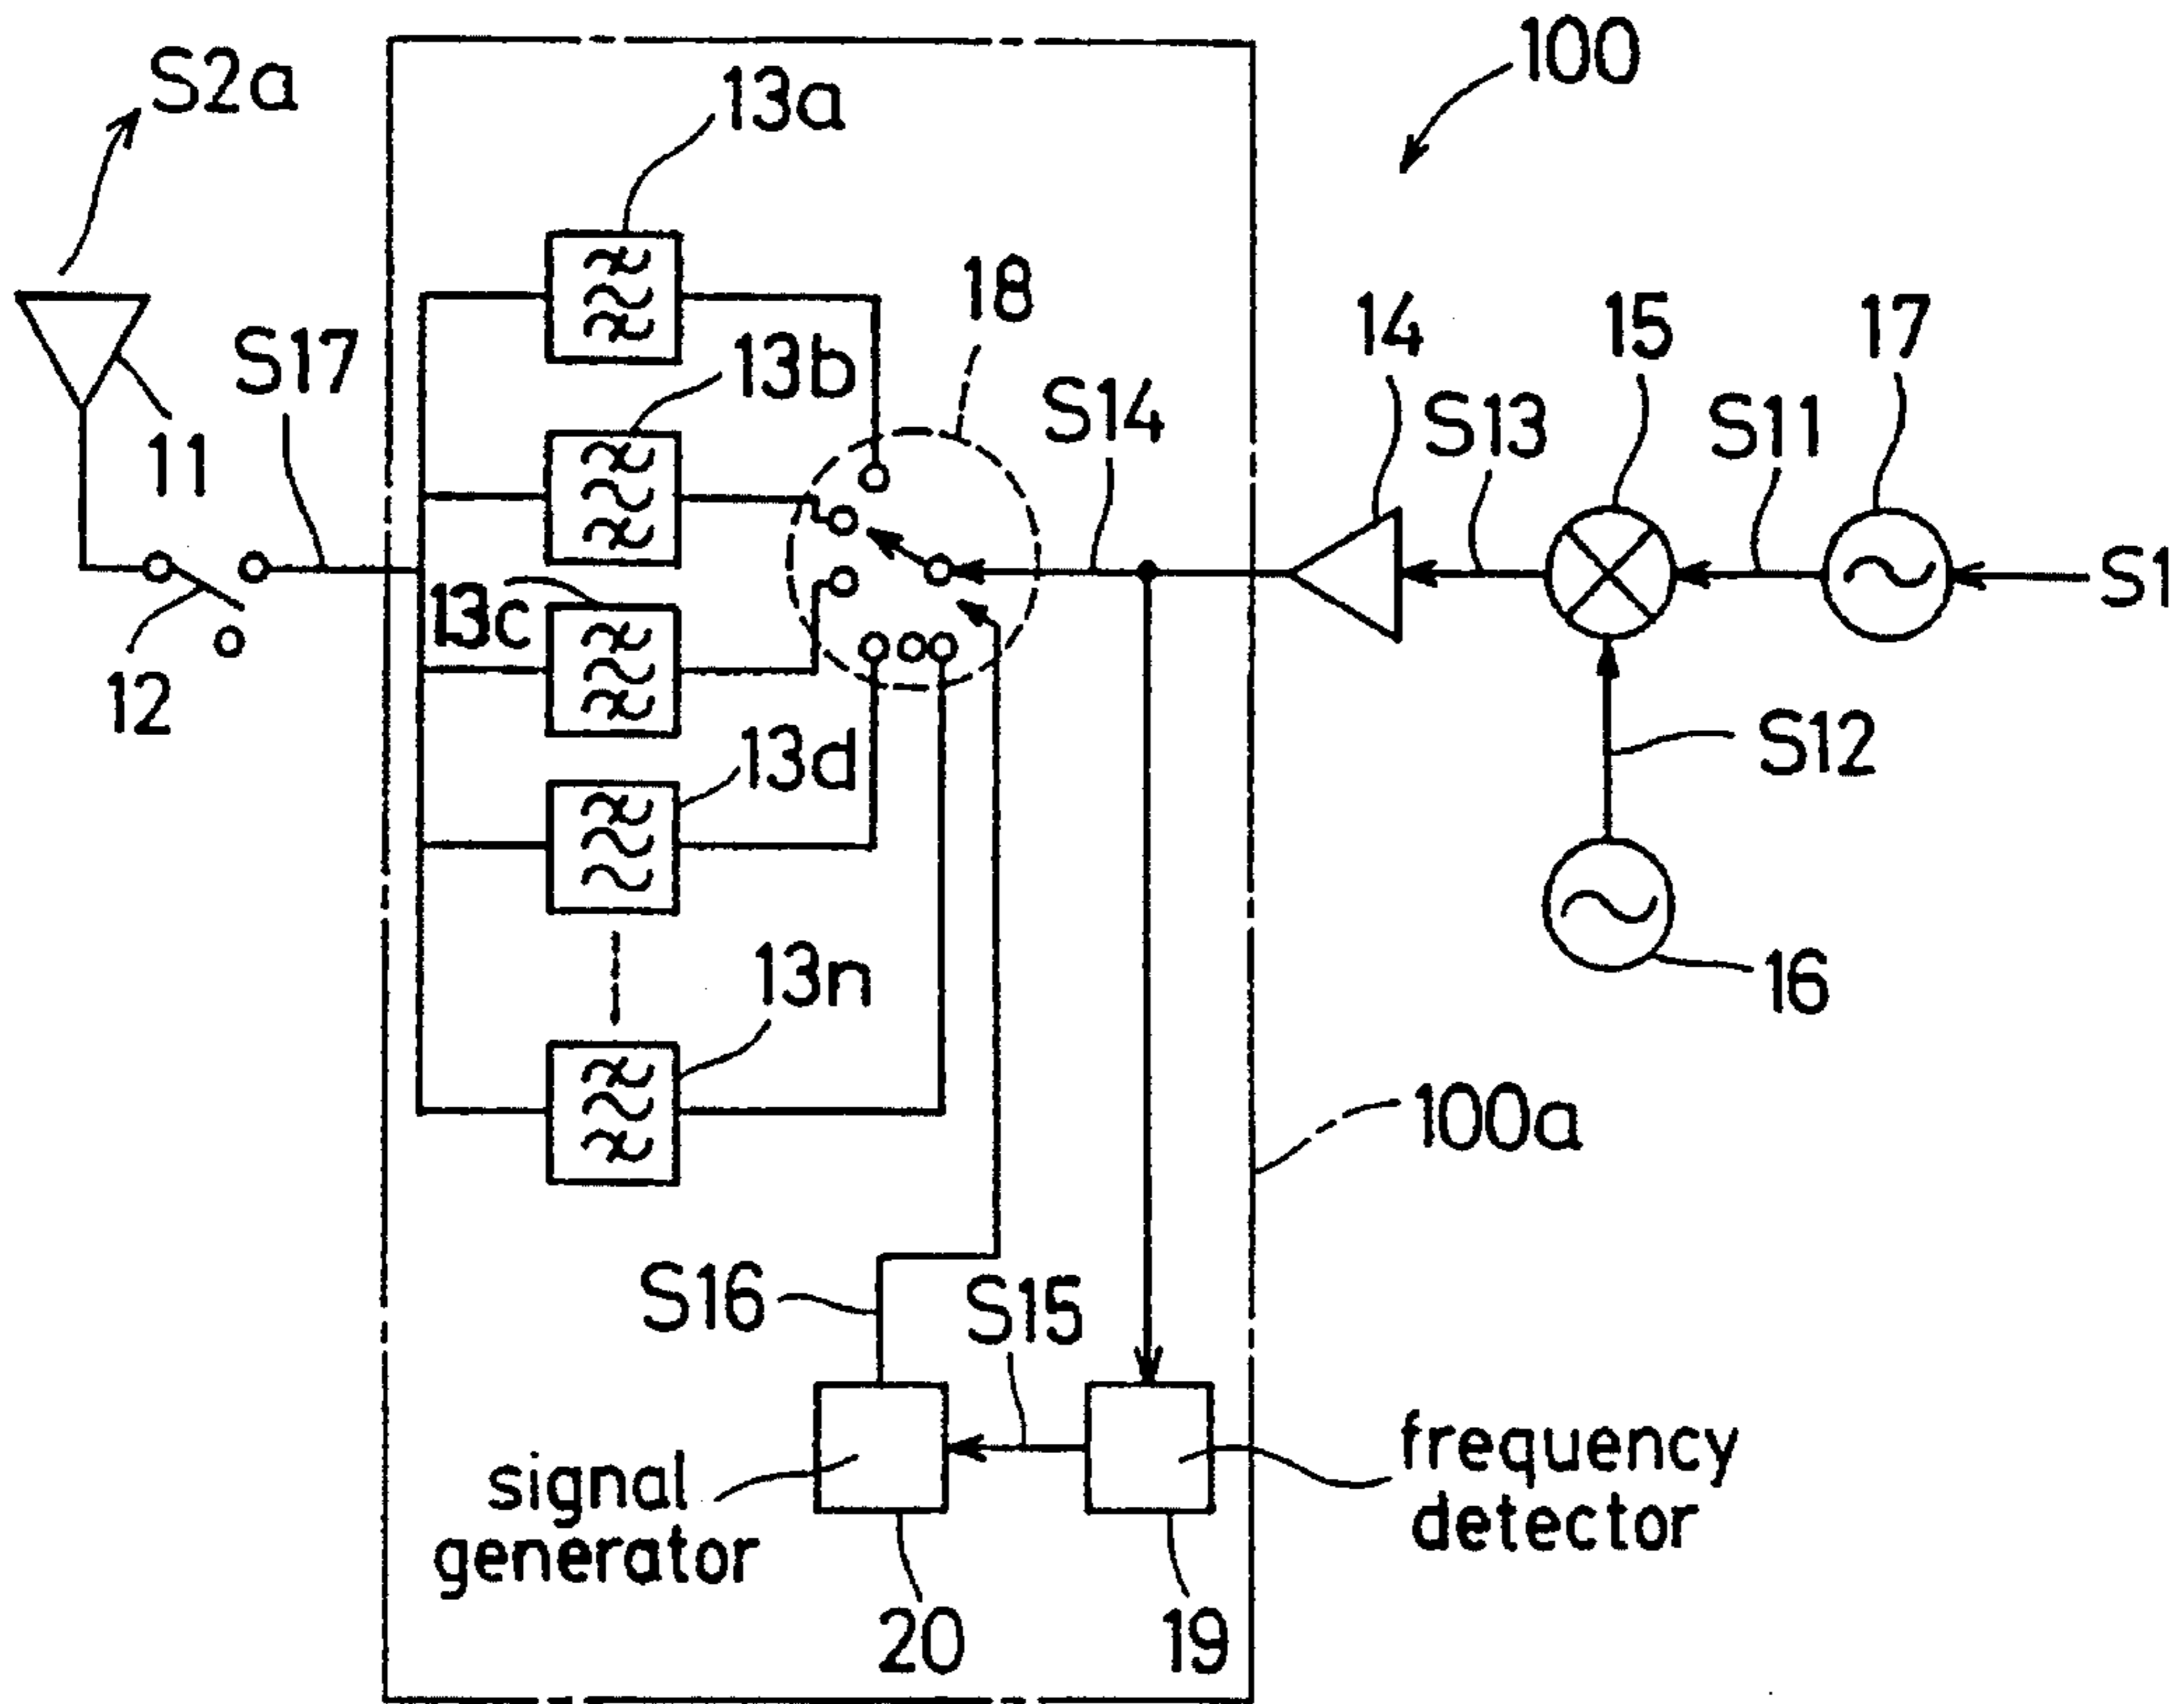 S2a
100
13a
18
14
15
17
S17
13b
S14
S13
S11
11
S1
13c
12
S12
13d
13n
16
100a
S16
S15
signal
generator
frequency
detector
20
19